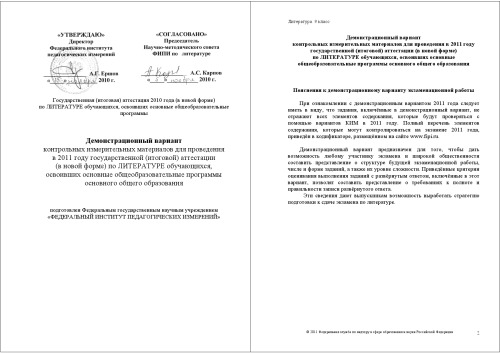 «УТВЕРЖДАЮ»
Директор
Федерального института
педагогических измерений
А.Г. Ершов
2010 г.
«СОГЛАСОВАНО»
Председатель
Научно-методического совета
ФИПИ по литературе
А.С. Карпов
2010 г.
Государственная (итоговая) аттестация 2010 года (в новой форме)
по ЛИТЕРАТУРЕ обучающихся, освоивших основные общеобразовательные
программы
Демонстрационный вариант
контрольных измерительных материалов для проведения
в 2011 году государственной (итоговой) аттестации
(в новой форме) по ЛИТЕРАТУРЕ обучающихся,
освоивших основные общеобразовательные программы
основного общего образования
подготовлен Федеральным государственным научным учреждением
«ФЕДЕРАЛЬНЫЙ ИНСТИТУТ ПЕДАГОГИЧЕСКИХ ИЗМЕРЕНИЙ»
Литература. 9 класс
Демонстрационный вариант
контрольных измерительных материалов для проведения в 2011 году
государственной (итоговой) аттестации (в новой форме)
по ЛИТЕРАТУРЕ обучающихся, освоивших основные
общеобразовательные программы основного общего образования
Пояснения к демонстрационному варианту экзаменационной работы
При ознакомлении с демонстрационным вариантом 2011 года следует
иметь в виду, что задания, включённые в демонстрационный вариант, не
отражают всех элементов содержания, которые будут проверяться с
помощью вариантов КИМ в 2011 году. Полный перечень элементов
содержания, которые могут контролироваться на экзамене 2011 года,
приведён в кодификаторе, размещённом на сайте www.fipi.ru.
Демонстрационный вариант предназначен для того, чтобы дать
возможность любому участнику экзамена и широкой общественности
составить представление о структуре будущей экзаменационной работы,
числе и форме заданий, а также их уровне сложности. Приведённые критерии
оценивания выполнения заданий с развёрнутым ответом, включённые в этот
вариант, позволят составить представление о требованиях к полноте и
правильности записи развёрнутого ответа.
Эти сведения дают выпускникам возможность выработать стратегию
подготовки к сдаче экзамена по литературе.
© 2011 Федеральная служба по надзору в сфере образования и науки Российской Федерации
2